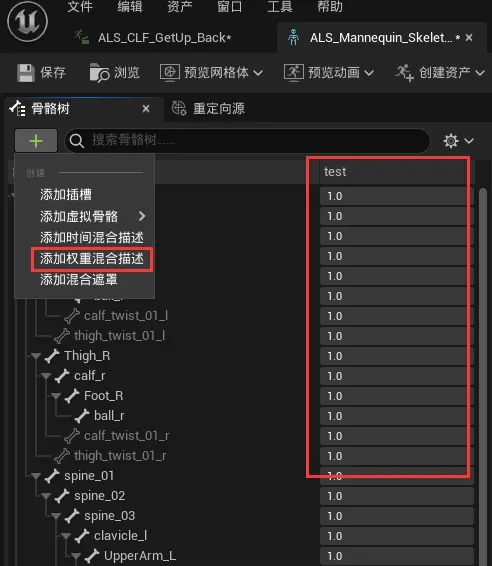 文件 编辑 资产 窗口 工具 帮助
ALS_CLF_GetUp_Back*
ALS_Mannequin_Skelet...*
保存 浏览 预览网格体 预览动画 创建资产
骨骼树 重定向源
搜索骨骼树......
创建 test
添加插槽 1.0
添加虚拟骨骼 1.0
添加时间混合描述 1.0
添加权重混合描述 1.0
添加混合遮罩 1.0
1.0
calf_twist_01_l 1.0
thigh_twist_01_l 1.0
Thigh_R 1.0
calf_r 1.0
Foot_R 1.0
ball_r 1.0
calf_twist_01_r 1.0
thigh_twist_01_r 1.0
spine_01 1.0
spine_02 1.0
spine_03 1.0
clavicle_l 1.0
UpperArm_L 1.0